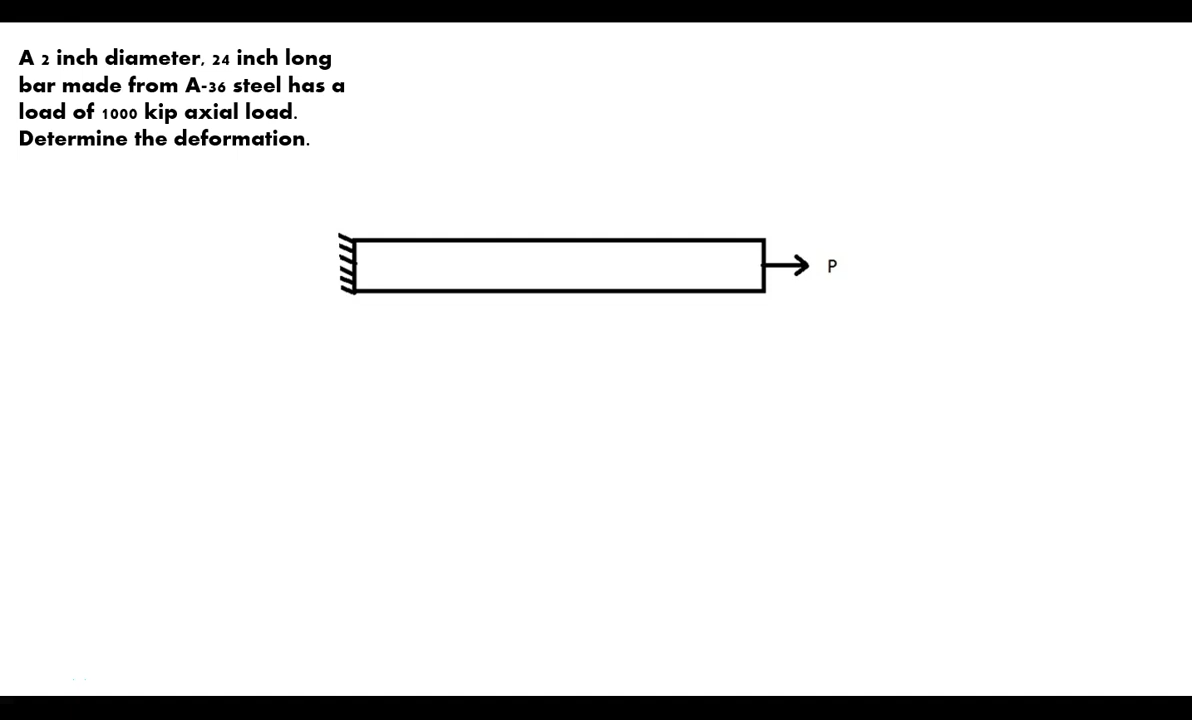 A 2 inch diameter, 24 inch long
bar made from A-36 steel has a
load of 1000 kip axial load.
Determine the deformation.
P